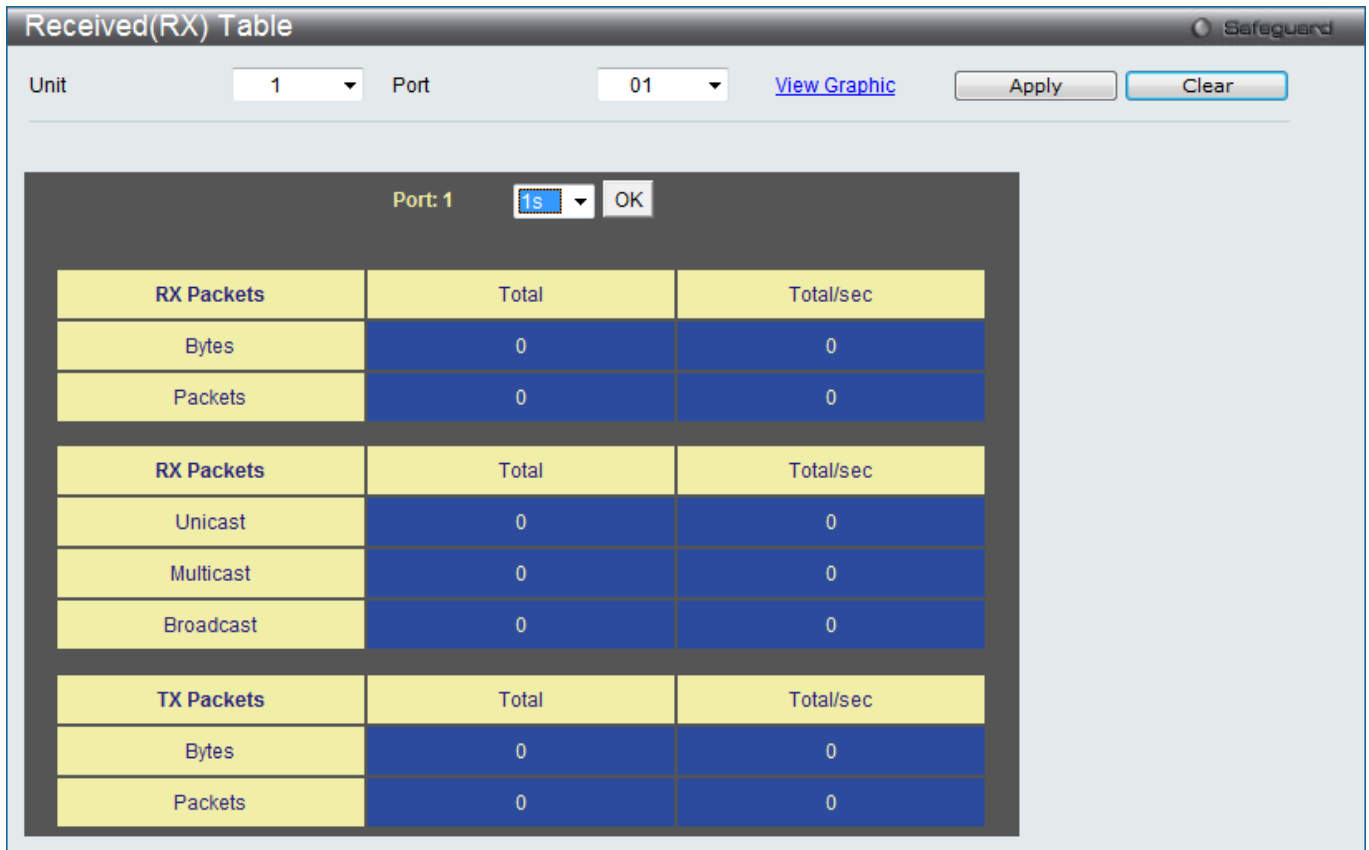 Received(RX) Table Safeguard
Unit 1 Port 01 View Graphic Apply Clear
Port: 1 1s OK
RX Packets Total Total/sec
Bytes 0 0
Packets 0 0
RX Packets Total Total/sec
Unicast 0 0
Multicast 0 0
Broadcast 0 0
TX Packets Total Total/sec
Bytes 0 0
Packets 0 0